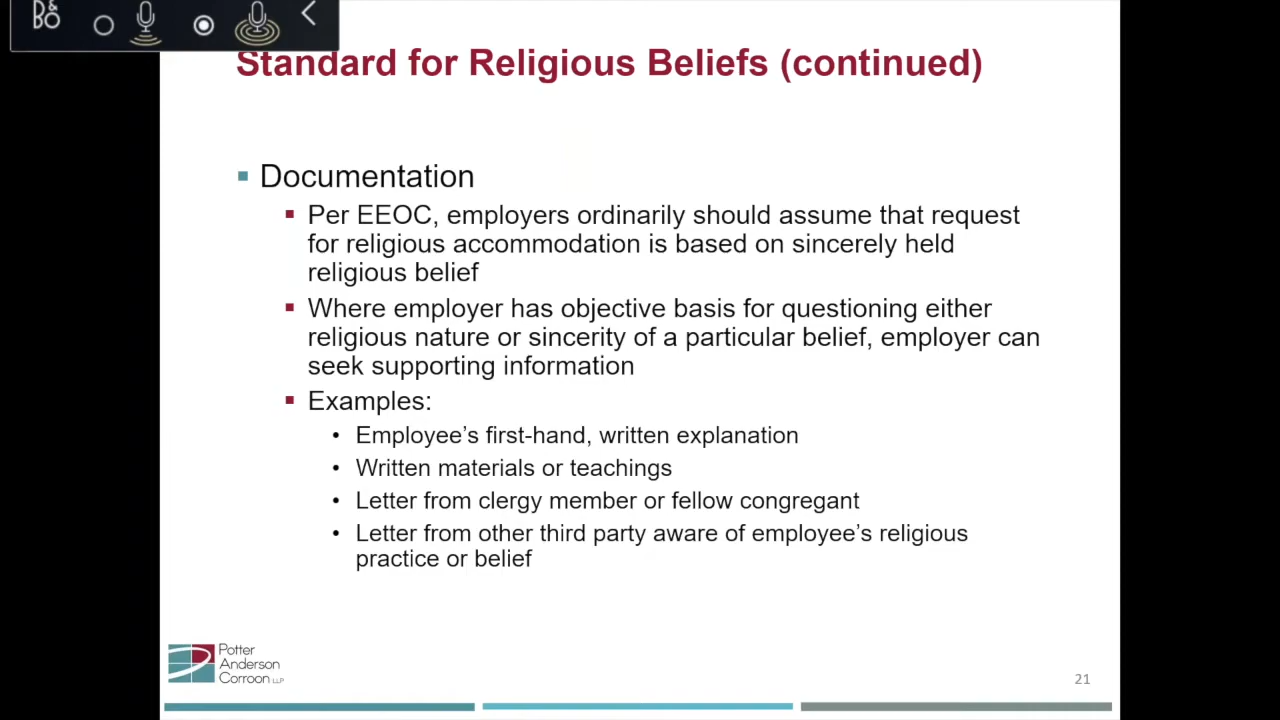 B&O
Standard for Religious Beliefs (continued)
Documentation
Per EEOC, employers ordinarily should assume that request
for religious accommodation is based on sincerely held
religious belief
Where employer has objective basis for questioning either
religious nature or sincerity of a particular belief, employer can
seek supporting information
Examples:
• Employee’s first-hand, written explanation
• Written materials or teachings
• Letter from clergy member or fellow congregant
• Letter from other third party aware of employee’s religious
practice or belief
Potter
Anderson
Corroon LLP
21